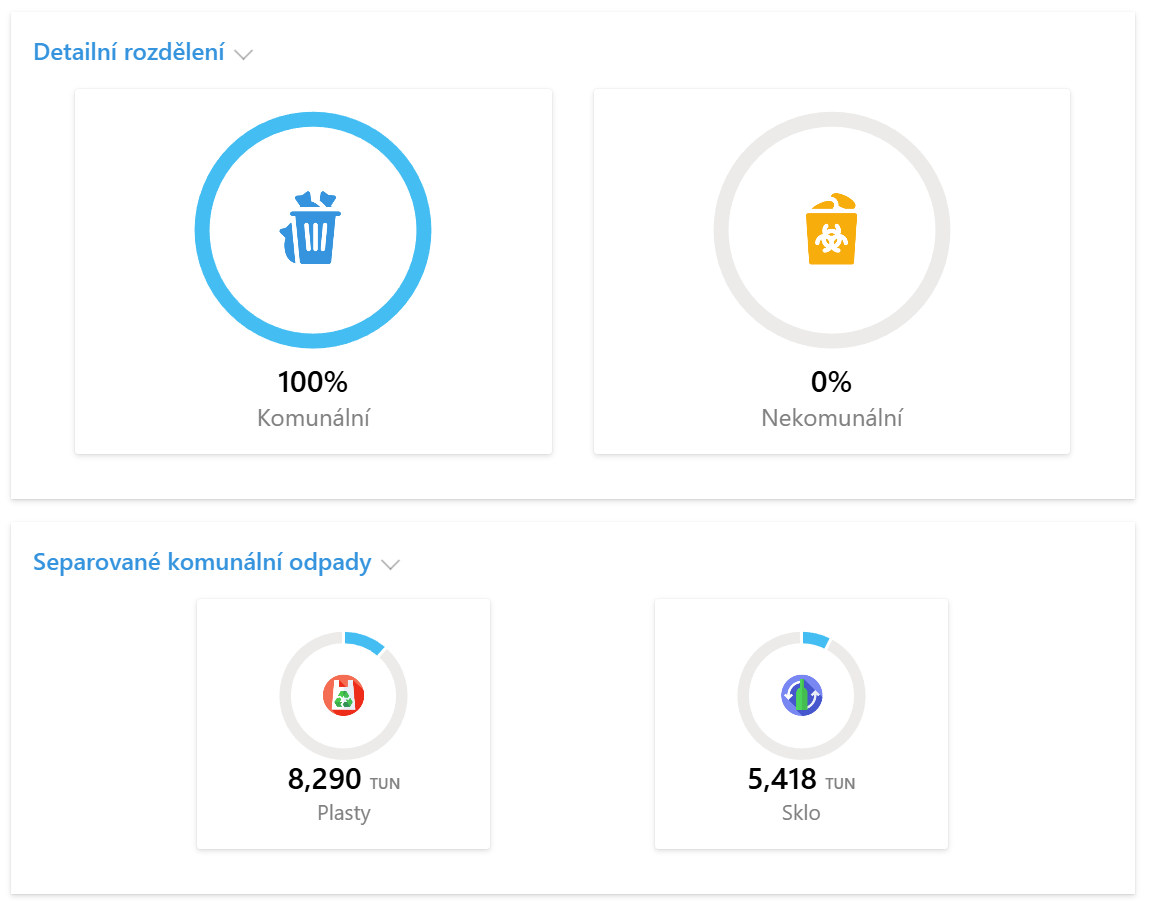 Detailní rozdělení
100%
Komunální
0%
Nekomunální
Separované komunální odpady
8,290 TUN
Plasty
5,418 TUN
Sklo